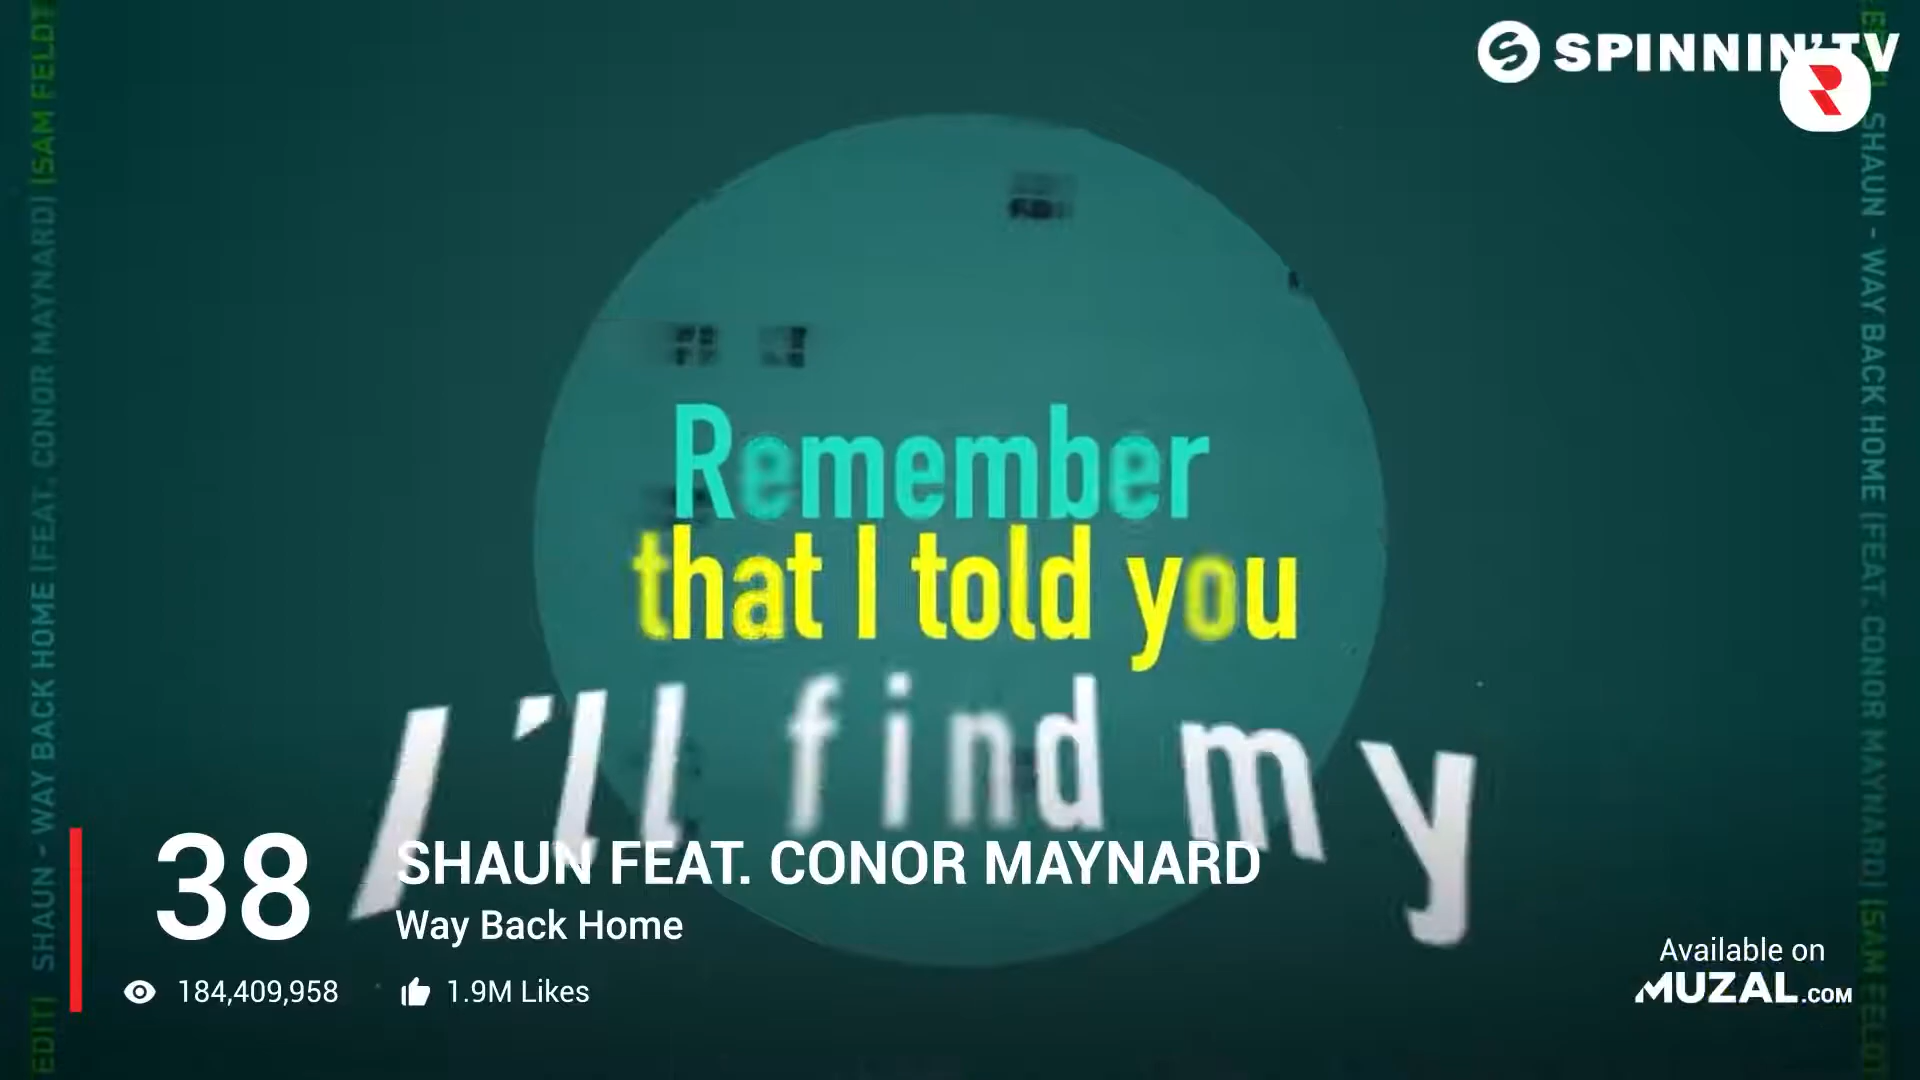 SPINNIN' TV
R
Remember
that I told you
I'll find my
38
SHAUN FEAT. CONOR MAYNARD
Way Back Home
184,409,958
1.9M Likes
Available on
MUZAL.COM
EDIT) SHAUN - WAY BACK HOME (FEAT. CONOR MAYNARD) (SAM FELDT
SHAUN - WAY BACK HOME (FEAT. CONOR MAYNARD) (SAM FELDT